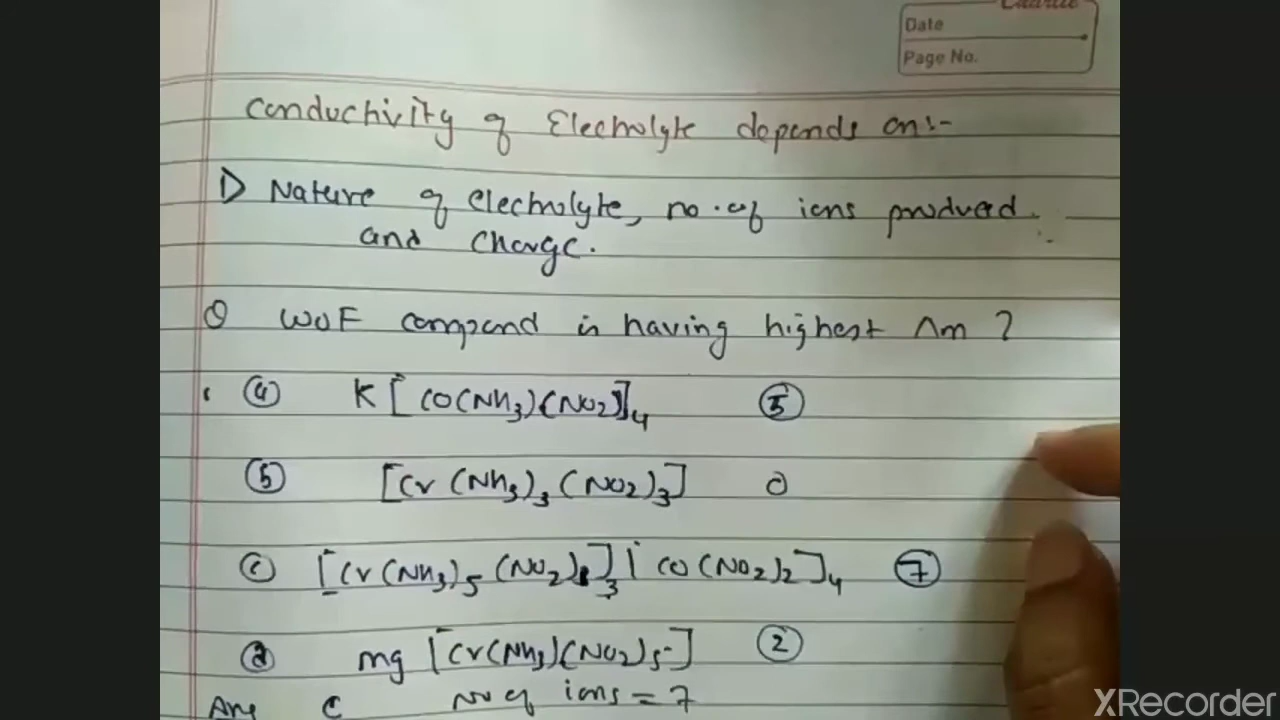 Classic
Date
Page No.
Conductivity of Electrolyte depends on:-
1) Nature of electrolyte, no. of ions produced
and charge.
Q WOF compound is having highest Λm ?
(a) K[CO(NH3)(NO2)]4 (5)
(b) [Cr(NH3)3(NO2)3] 0
(c) [Cr(NH3)5(NO2)]3[CO(NO2)2]4 (7)
(d) mg[Cr(NH3)(NO2)5] (2)
Ans C No of ions = 7
XRecorder